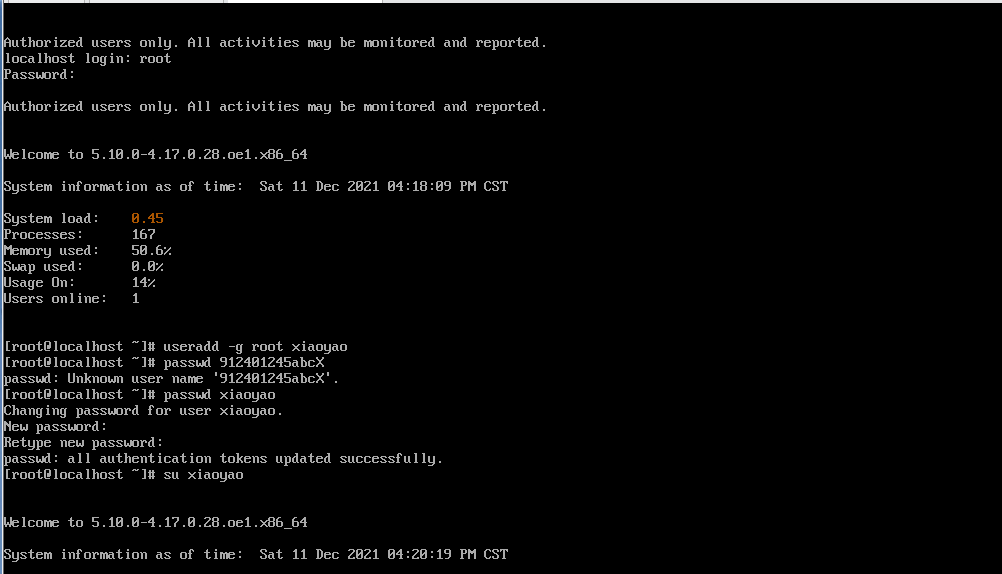 Authorized users only. All activities may be monitored and reported.
localhost login: root
Password:
Authorized users only. All activities may be monitored and reported.
Welcome to 5.10.0-4.17.0.28.oe1.x86_64
System information as of time:  Sat 11 Dec 2021 04:18:09 PM CST
System load:    0.45
Processes:      167
Memory used:    50.6%
Swap used:      0.0%
Usage On:       14%
Users online:   1
[root@localhost ~]# useradd -g root xiaoyao
[root@localhost ~]# passwd 912401245abcX
passwd: Unknown user name '912401245abcX'.
[root@localhost ~]# passwd xiaoyao
Changing password for user xiaoyao.
New password:
Retype new password:
passwd: all authentication tokens updated successfully.
[root@localhost ~]# su xiaoyao
Welcome to 5.10.0-4.17.0.28.oe1.x86_64
System information as of time:  Sat 11 Dec 2021 04:20:19 PM CST